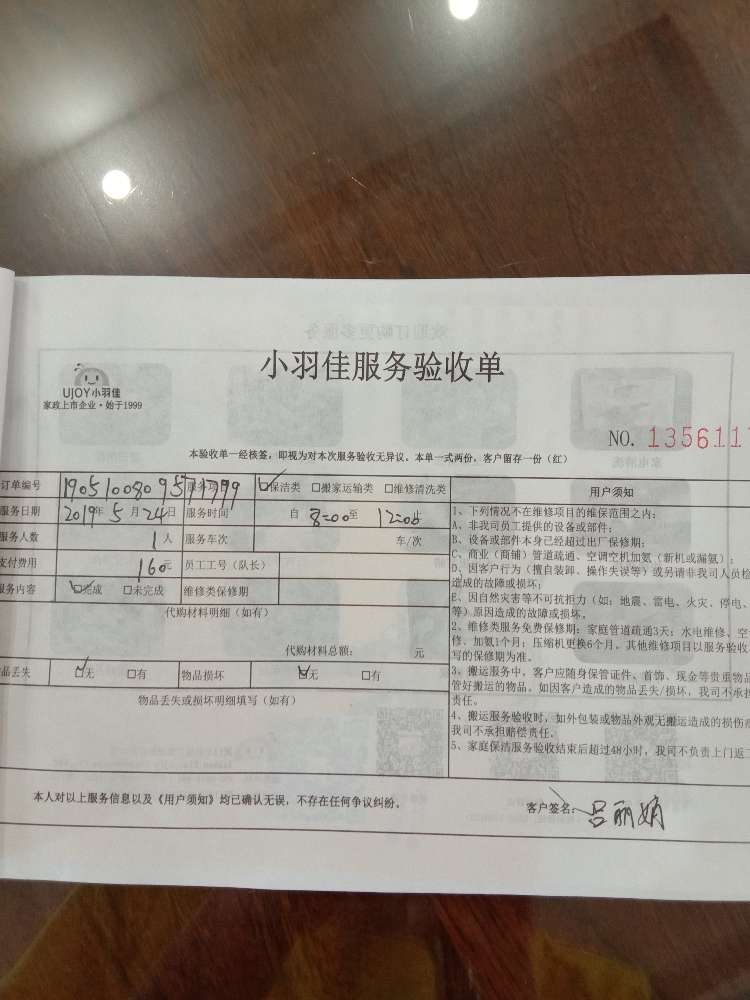 小羽佳服务验收单
UJOY小羽佳
家政上市企业·始于1999
NO. 1356111
本验收单一经核签，即视为对本次服务验收无异议。本单一式两份，客户留存一份（红）
订单编号 服务项目 ☑保洁类 □搬家运输类 □维修清洗类
服务日期 2019年 5月 24日 服务时间 自 8:00至 12:00
服务人数 1人 服务车次 车/次
支付费用 160元 员工工号（队长）
服务内容 ☑完成 □未完成 维修类保修期
代购材料明细（如有）
代购材料总额： 元
品丢失 ☑无 □有 物品损坏 ☑无 □有
物品丢失或损坏明细填写（如有）
用户须知
1、下列情况不在维修项目的维保范围之内：
A、非我司员工提供的设备或部件；
B、设备或部件本身已经超过出厂保修期；
C、商业（商铺）管道疏通、空调空机加氨（新机或漏氨）；
D、因客户行为（擅自装卸、操作失误等）或另请非我司人员检
造成的故障或损坏；
E、因自然灾害等不可抗拒力（如：地震、雷电、火灾、停电、
等）原因造成的故障或损坏。
2、维修类服务免费保修期：家庭管道疏通3天；水电维修、空
修、加氨1个月；压缩机更换6个月，其他维修项目以服务验收
写的保修期为准。
3、搬运服务中，客户应随身保管证件、首饰、现金等贵重物品
管好搬运的物品。如因客户造成的物品丢失/损坏，我司不承担
责任。
4、搬运服务验收时，如外包装或物品外观无搬运造成的损伤
我司不承担赔偿责任。
5、家庭保洁服务验收结束后超过48小时，我司不负责上门返工
本人对以上服务信息以及《用户须知》均已确认无误，不存在任何争议纠纷。
客户签名：吕丽娟